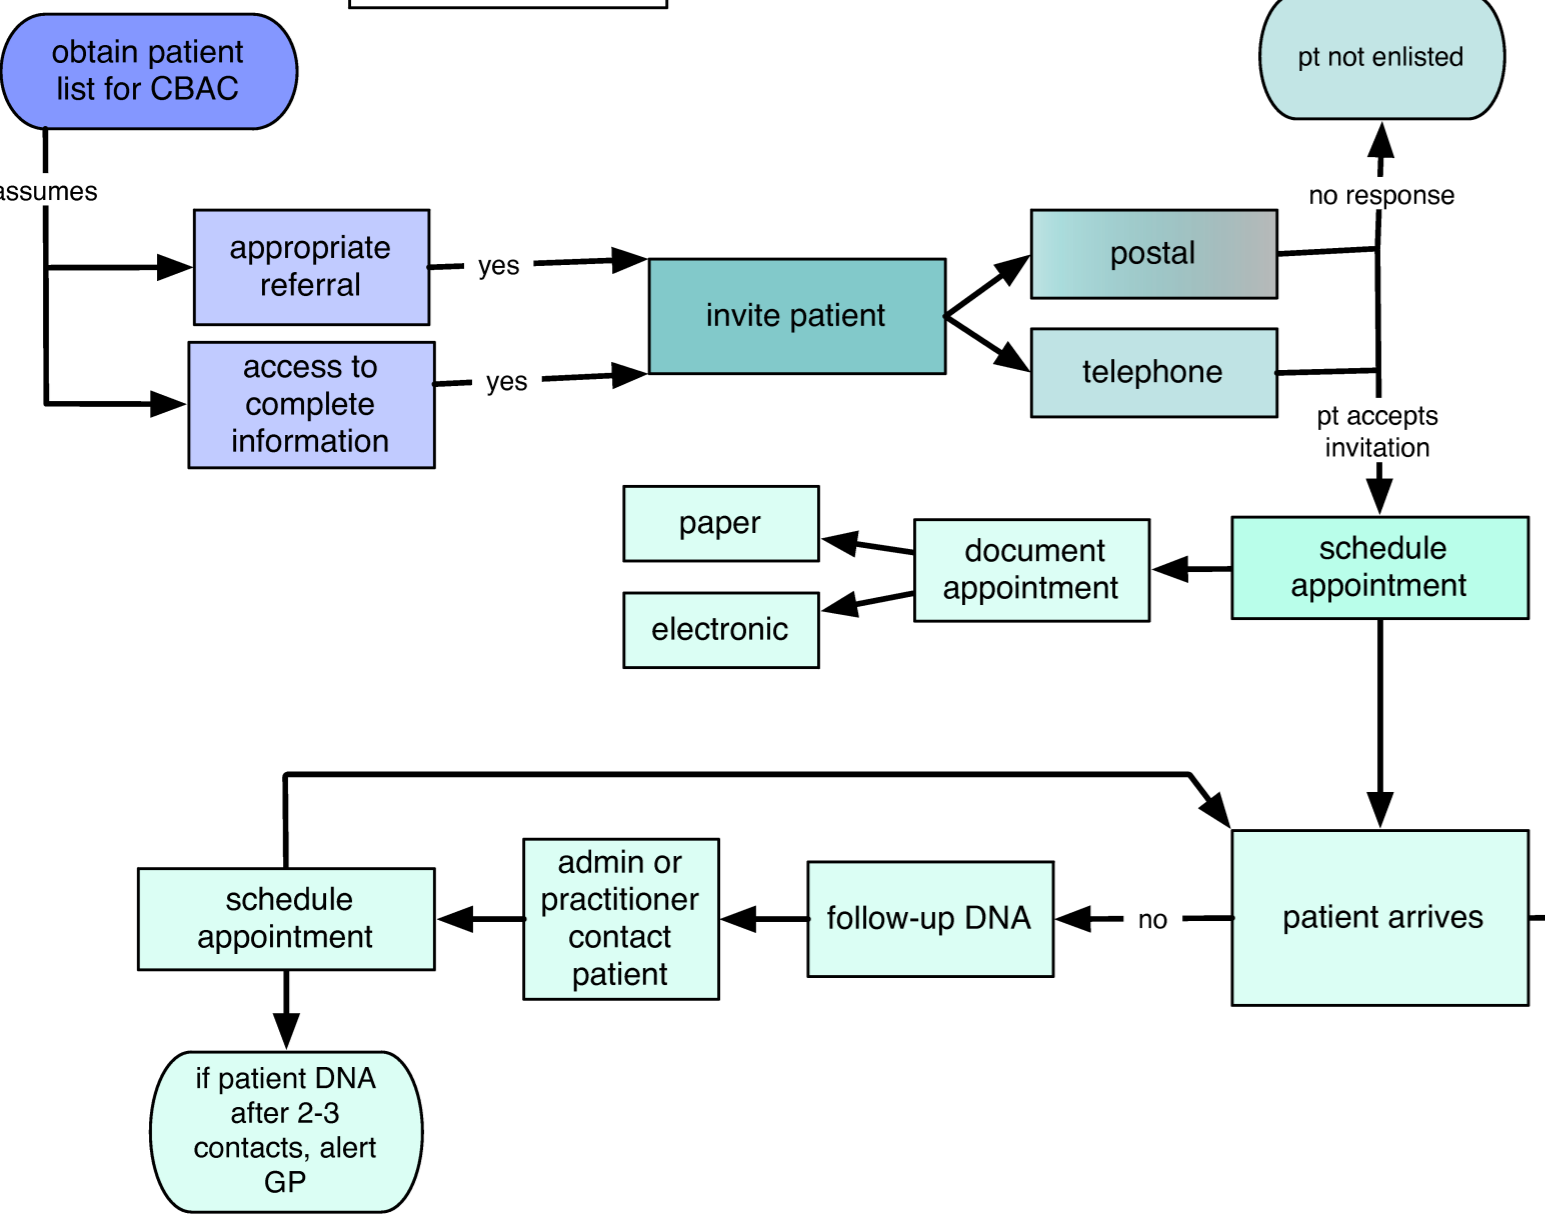 obtain patient
list for CBAC
pt not enlisted
assumes
no response
appropriate
referral
yes
invite patient
postal
telephone
access to
complete
information
yes
pt accepts
invitation
paper
electronic
document
appointment
schedule
appointment
schedule
appointment
admin or
practitioner
contact
patient
follow-up DNA
no
patient arrives
if patient DNA
after 2-3
contacts, alert
GP